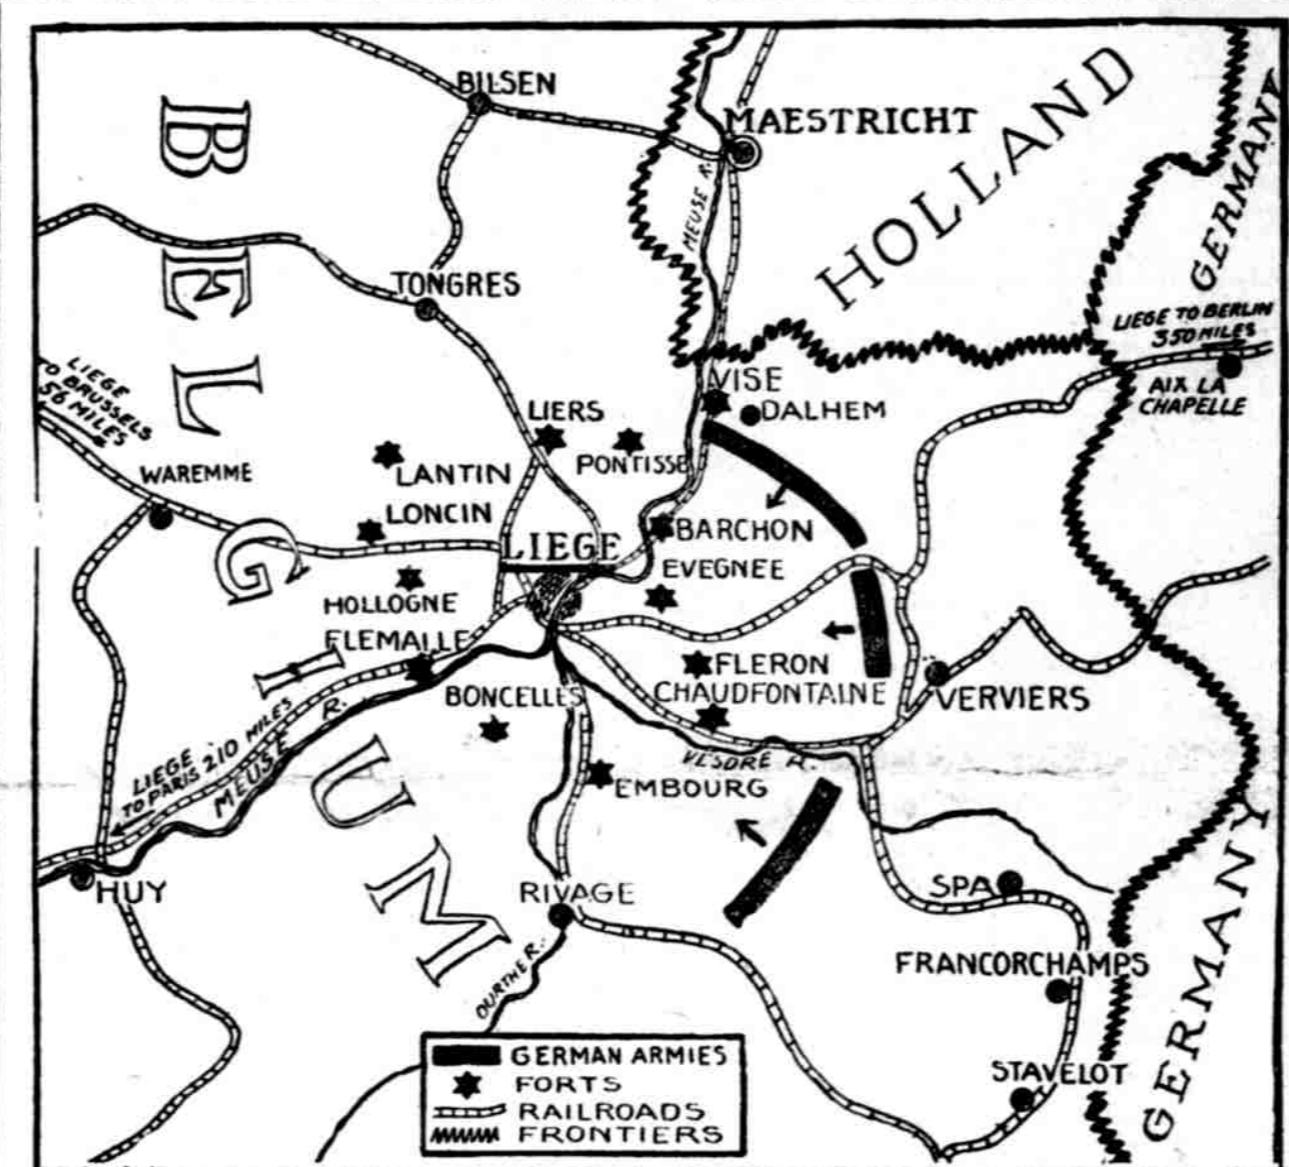 BILSEN
MAESTRICHT
BELGIUM
HOLLAND
GERMANY
MEUSE R.
TONGRES
LIEGE TO BERLIN
350 MILES
AIX LA
CHAPELLE
VISE
DALHEM
LIEGE
TO BRUSSELS
56 MILES
LIERS
PONTISSE
WAREMME
LANTIN
LONCIN
BARCHON
LIEGE
EVEGNEE
HOLLOGNE
FLEMALLE
FLERON
CHAUDFONTAINE
BONCELLES
VERVIERS
LIEGE
TO PARIS 210 MILES
MEUSE R.
VESDRE R.
EMBOURG
HUY
RIVAGE
SPA
FRANCORCHAMPS
OURTHE R.
STAVELOT
GERMANY
GERMAN ARMIES
FORTS
RAILROADS
FRONTIERS